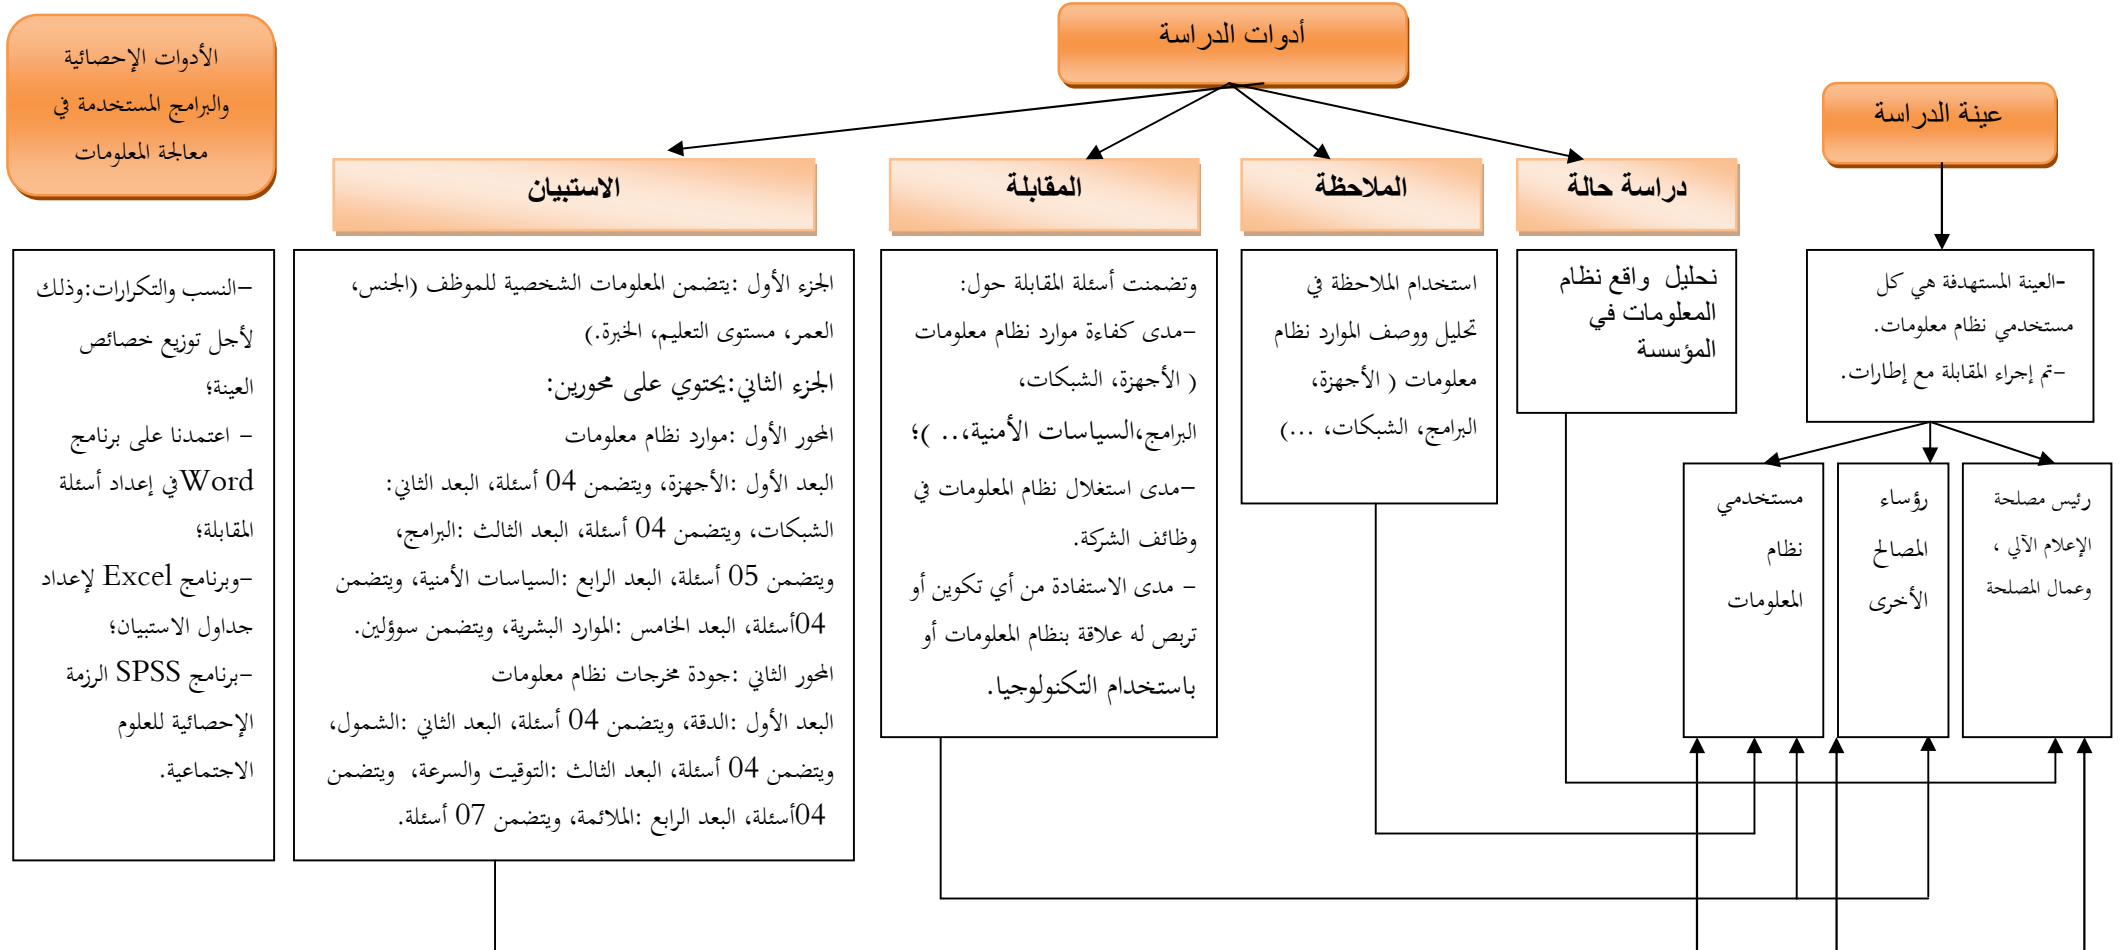 أدوات الدراسة
عينة الدراسة
الأدوات الإحصائية
والبرامج المستخدمة في
معالجة المعلومات
دراسة حالة
الملاحظة
المقابلة
الاستبيان
-العينة المستهدفة هي كل
مستخدمي نظام معلومات.
-تم إجراء المقابلة مع إطارات.
نحليل واقع نظام
المعلومات في
المؤسسة
استخدام الملاحظة في
تحليل ووصف الموارد نظام
معلومات ( الأجهزة،
البرامج، الشبكات، ...)
وتضمنت أسئلة المقابلة حول:
-مدى كفاءة موارد نظام معلومات
( الأجهزة، الشبكات،
البرامج،السياسات الأمنية،.. )؛
-مدى استغلال نظام المعلومات في
وظائف الشركة.
- مدى الاستفادة من أي تكوين أو
تربص له علاقة بنظام المعلومات أو
باستخدام التكنولوجيا.
الجزء الأول :يتضمن المعلومات الشخصية للموظف (الجنس،
العمر، مستوى التعليم، الخبرة.)
الجزء الثاني:يحتوي على محورين:
المحور الأول :موارد نظام معلومات
البعد الأول :الأجهزة، ويتضمن 04 أسئلة، البعد الثاني:
الشبكات، ويتضمن 04 أسئلة، البعد الثالث :البرامج،
ويتضمن 05 أسئلة، البعد الرابع :السياسات الأمنية، ويتضمن
04أسئلة، البعد الخامس :الموارد البشرية، ويتضمن سوؤلين.
المحور الثاني :جودة مخرجات نظام معلومات
البعد الأول :الدقة، ويتضمن 04 أسئلة، البعد الثاني :الشمول،
ويتضمن 04 أسئلة، البعد الثالث :التوقيت والسرعة، ويتضمن
04أسئلة، البعد الرابع :الملائمة، ويتضمن 07 أسئلة.
-النسب والتكرارات:وذلك
لأجل توزيع خصائص
العينة؛
- اعتمدنا على برنامج
Wordفي إعداد أسئلة
المقابلة؛
-وبرنامج Excel لإعداد
جداول الاستبيان؛
-برنامج SPSS الرزمة
الإحصائية للعلوم
الاجتماعية.
رئيس مصلحة
الإعلام الآلي ،
وعمال المصلحة
رؤساء
المصالح
الأخرى
مستخدمي
نظام
المعلومات